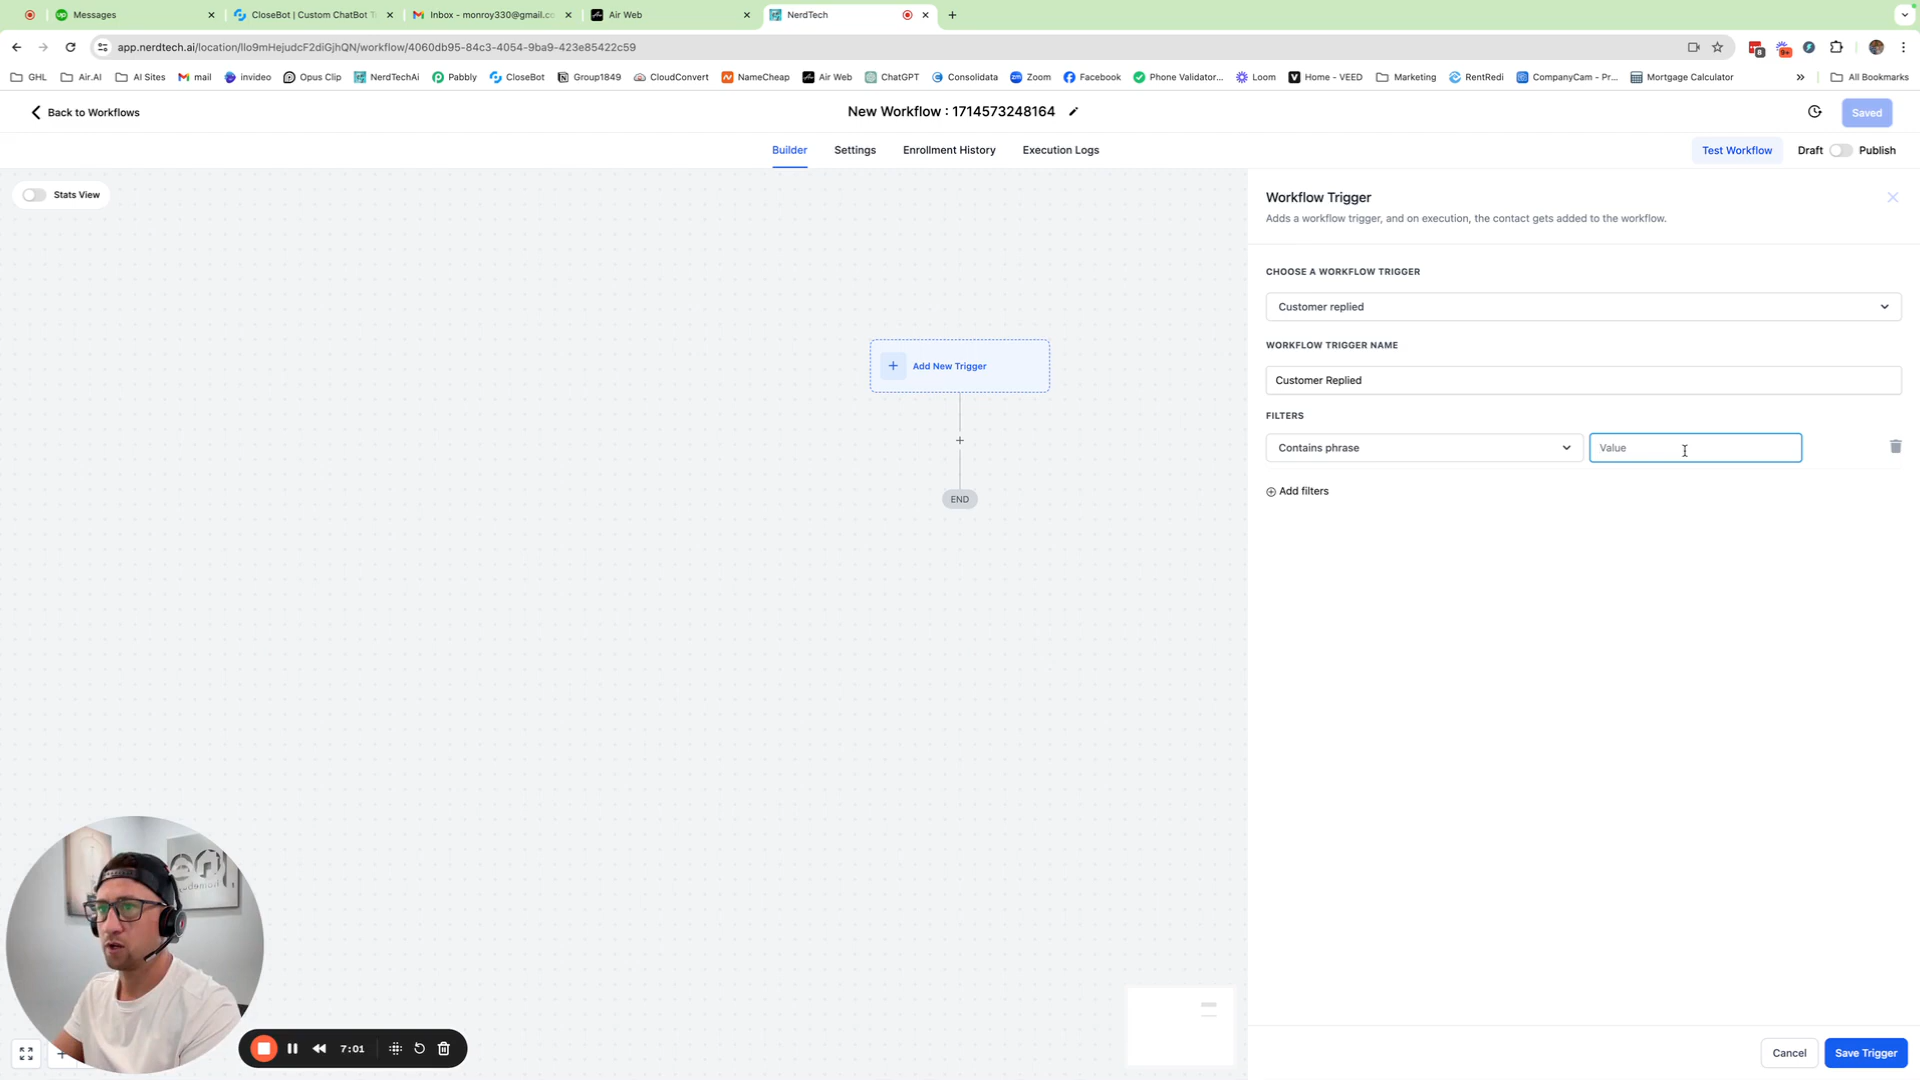 Messages
CloseBot | Custom ChatBot T
Inbox - monroy330@gmail.co
Air Web
NerdTech
app.nerdtech.ai/location/Ilo9mHejudcF2diGjhQN/workflow/4060db95-84c3-4054-9ba9-423e85422c59
8
9+
GHL
Air.AI
AI Sites
mail
invideo
Opus Clip
NerdTechAi
Pabbly
CloseBot
Group1849
CloudConvert
NameCheap
Air Web
ChatGPT
Consolidata
Zoom
Facebook
Phone Validator...
Loom
Home - VEED
Marketing
RentRedi
CompanyCam - Pr...
Mortgage Calculator
All Bookmarks
Back to Workflows
New Workflow : 1714573248164
Saved
Builder
Settings
Enrollment History
Execution Logs
Test Workflow
Draft
Publish
Stats View
Workflow Trigger
Adds a workflow trigger, and on execution, the contact gets added to the workflow.
CHOOSE A WORKFLOW TRIGGER
Customer replied
WORKFLOW TRIGGER NAME
Customer Replied
FILTERS
Contains phrase
Value
Add filters
Add New Trigger
END
7:01
Cancel
Save Trigger